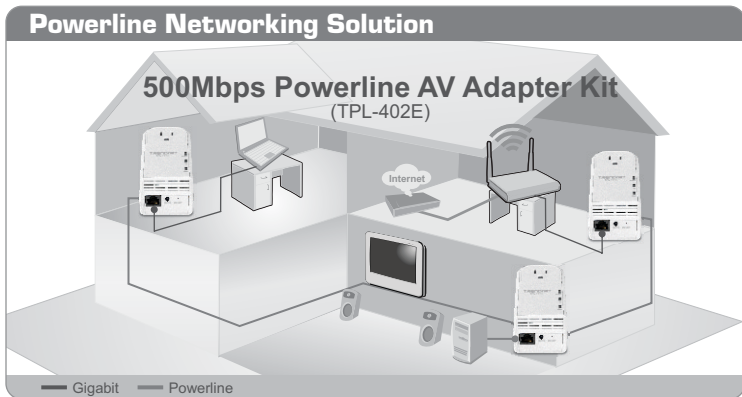 Powerline Networking Solution
500Mbps Powerline AV Adapter Kit
(TPL-402E)
Internet
Gigabit
Powerline